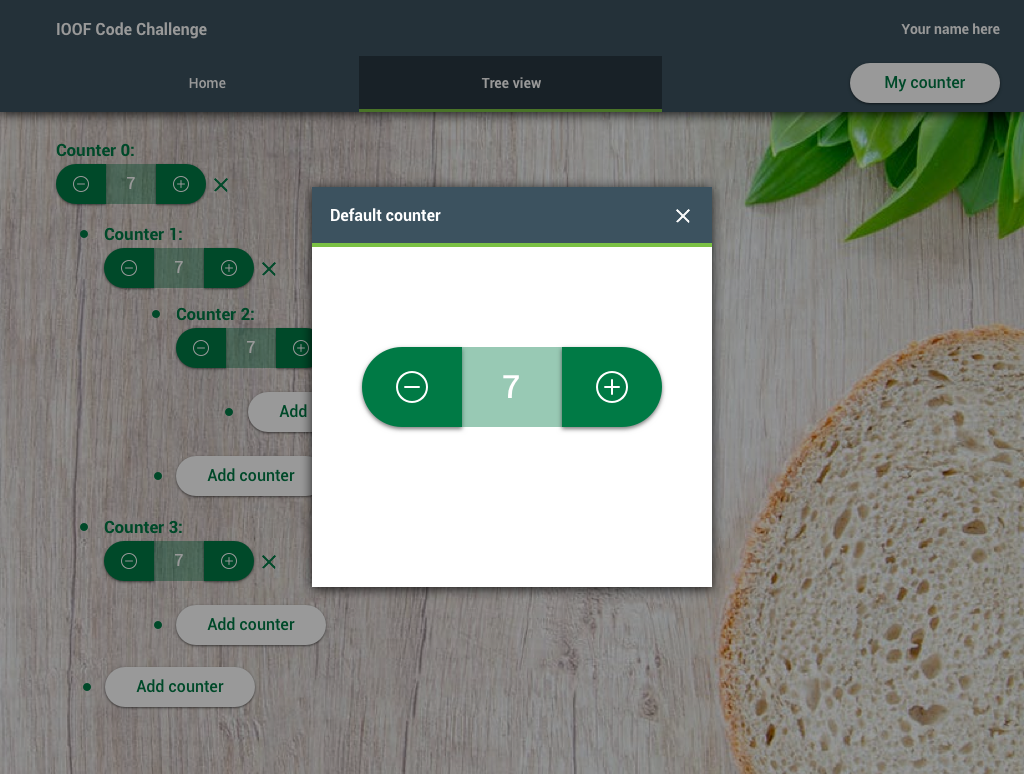 IOOF Code Challenge
Your name here
Home
Tree view
My counter
Counter 0:
7
Counter 1:
7
Counter 2:
7
Add
Add counter
Counter 3:
7
Add counter
Add counter
Default counter
7